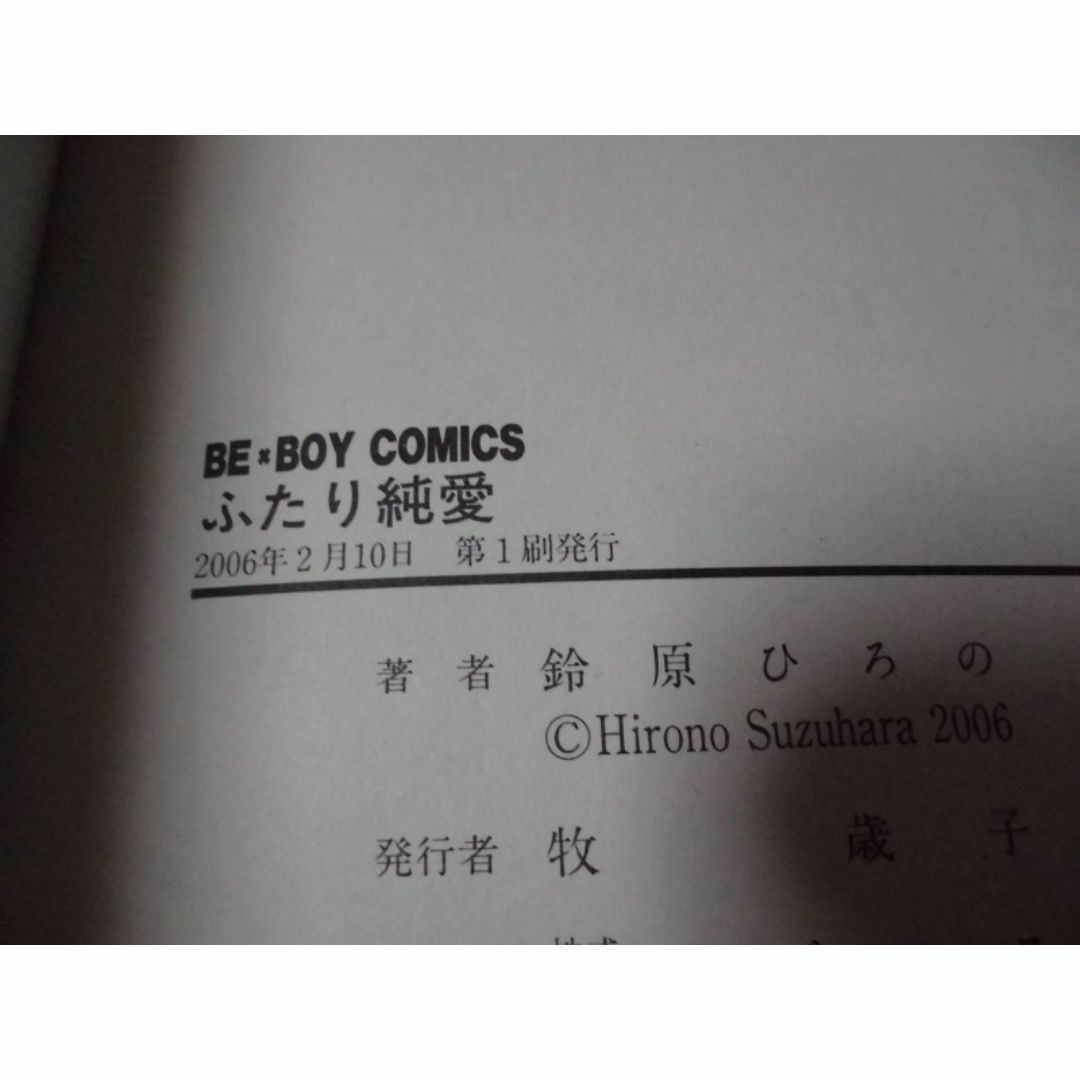 BE×BOY COMICS
ふたり純愛
2006年2月10日 第1刷発行
著者 鈴原ひろの
©Hirono Suzuhara 2006
発行者 牧 歳子